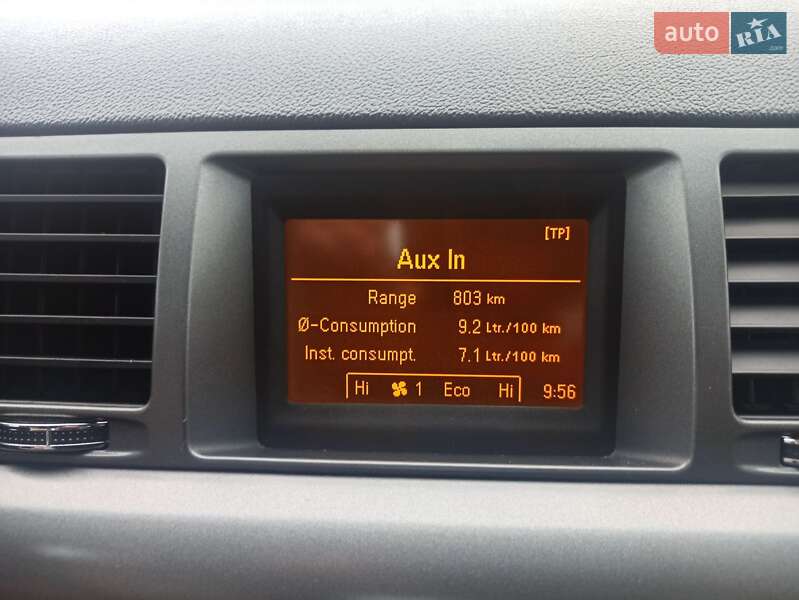 auto RIA .com
[TP]
Aux In
Range 803 km
Ø-Consumption 9.2 Ltr./100 km
Inst. consumpt. 7.1 Ltr./100 km
Hi 1 Eco Hi 9:56